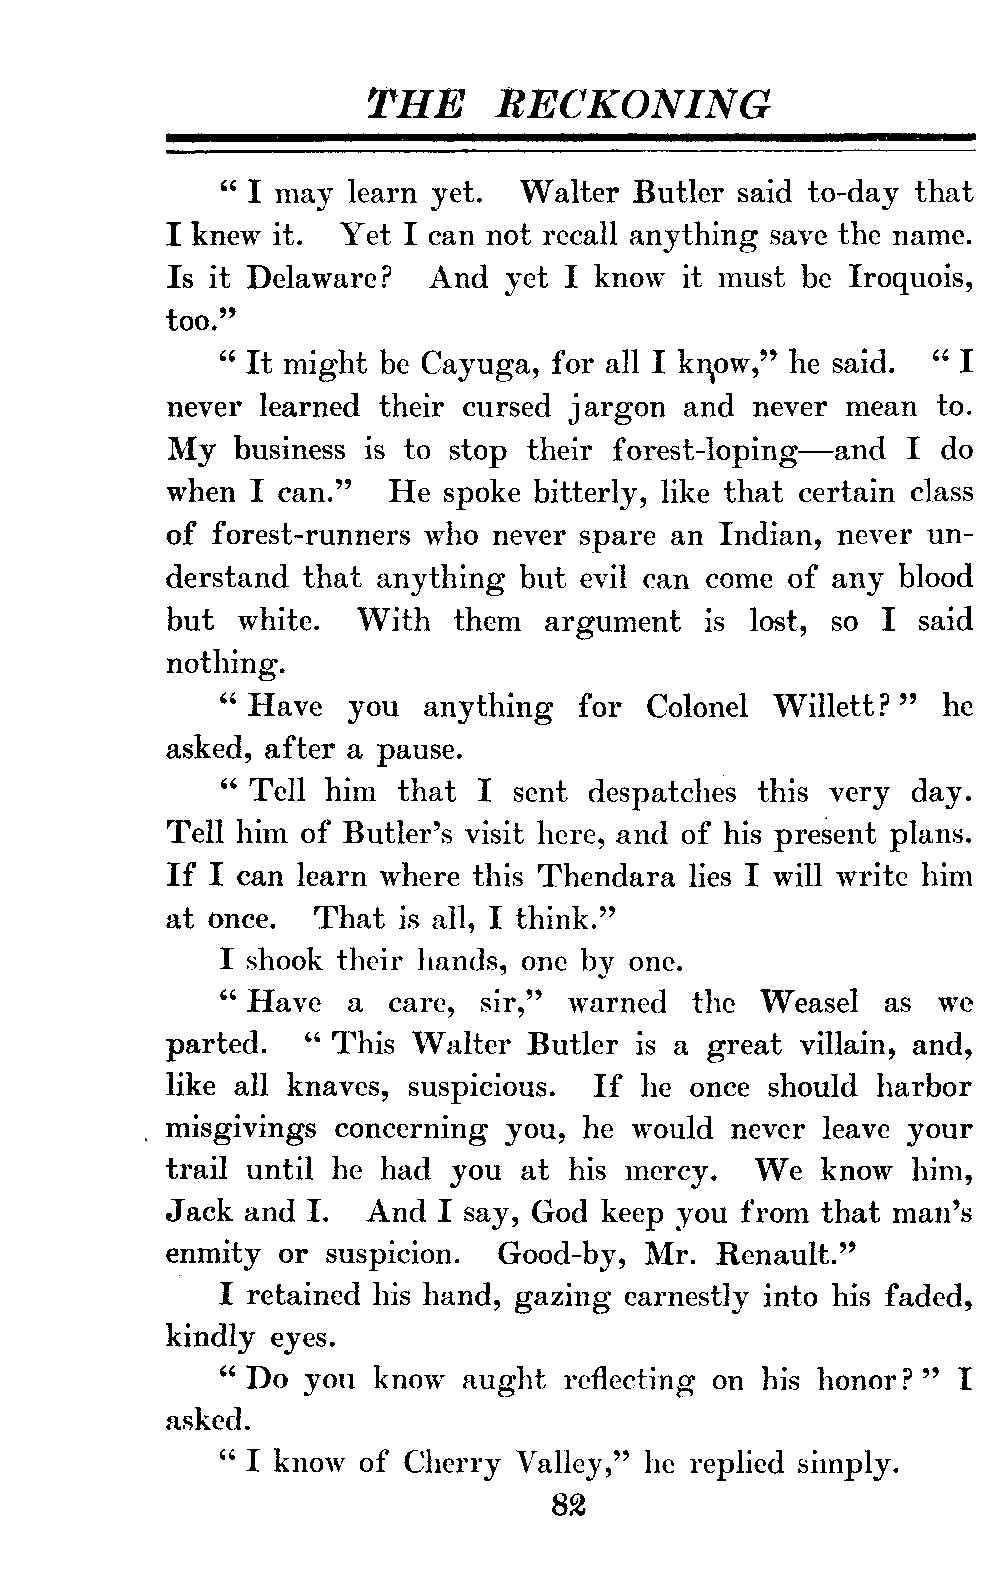 THE RECKONING
“ I may learn yet. Walter Butler said to-day that
I knew it. Yet I can not recall anything save the name.
Is it Delaware? And yet I know it must be Iroquois,
too.”
“ It might be Cayuga, for all I know,” he said. “ I
never learned their cursed jargon and never mean to.
My business is to stop their forest-loping—and I do
when I can.” He spoke bitterly, like that certain class
of forest-runners who never spare an Indian, never un-
derstand that anything but evil can come of any blood
but white. With them argument is lost, so I said
nothing.
“ Have you anything for Colonel Willett? ” he
asked, after a pause.
“ Tell him that I sent despatches this very day.
Tell him of Butler’s visit here, and of his present plans.
If I can learn where this Thendara lies I will write him
at once. That is all, I think.”
I shook their hands, one by one.
“ Have a care, sir,” warned the Weasel as we
parted. “ This Walter Butler is a great villain, and,
like all knaves, suspicious. If he once should harbor
misgivings concerning you, he would never leave your
trail until he had you at his mercy. We know him,
Jack and I. And I say, God keep you from that man’s
enmity or suspicion. Good-by, Mr. Renault.”
I retained his hand, gazing earnestly into his faded,
kindly eyes.
“ Do you know aught reflecting on his honor? ” I
asked.
“ I know of Cherry Valley,” he replied simply.
82